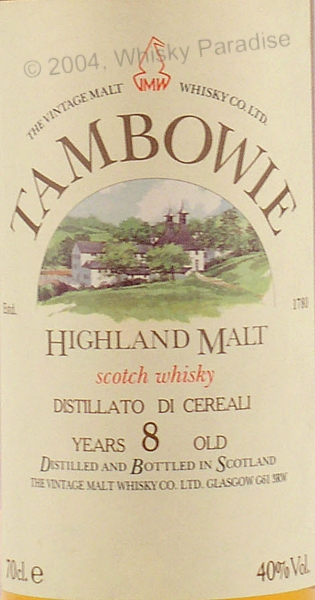 © 2004, Whisky Paradise
VMW
THE VINTAGE MALT WHISKY CO. LTD.
TAMBOWIE
Estd. 1780
HIGHLAND MALT
scotch whisky
DISTILLATO DI CEREALI
YEARS 8 OLD
DISTILLED AND BOTTLED IN SCOTLAND
THE VINTAGE MALT WHISKY CO. LTD. GLASGOW G61 3RW
70cl. e 40% Vol.